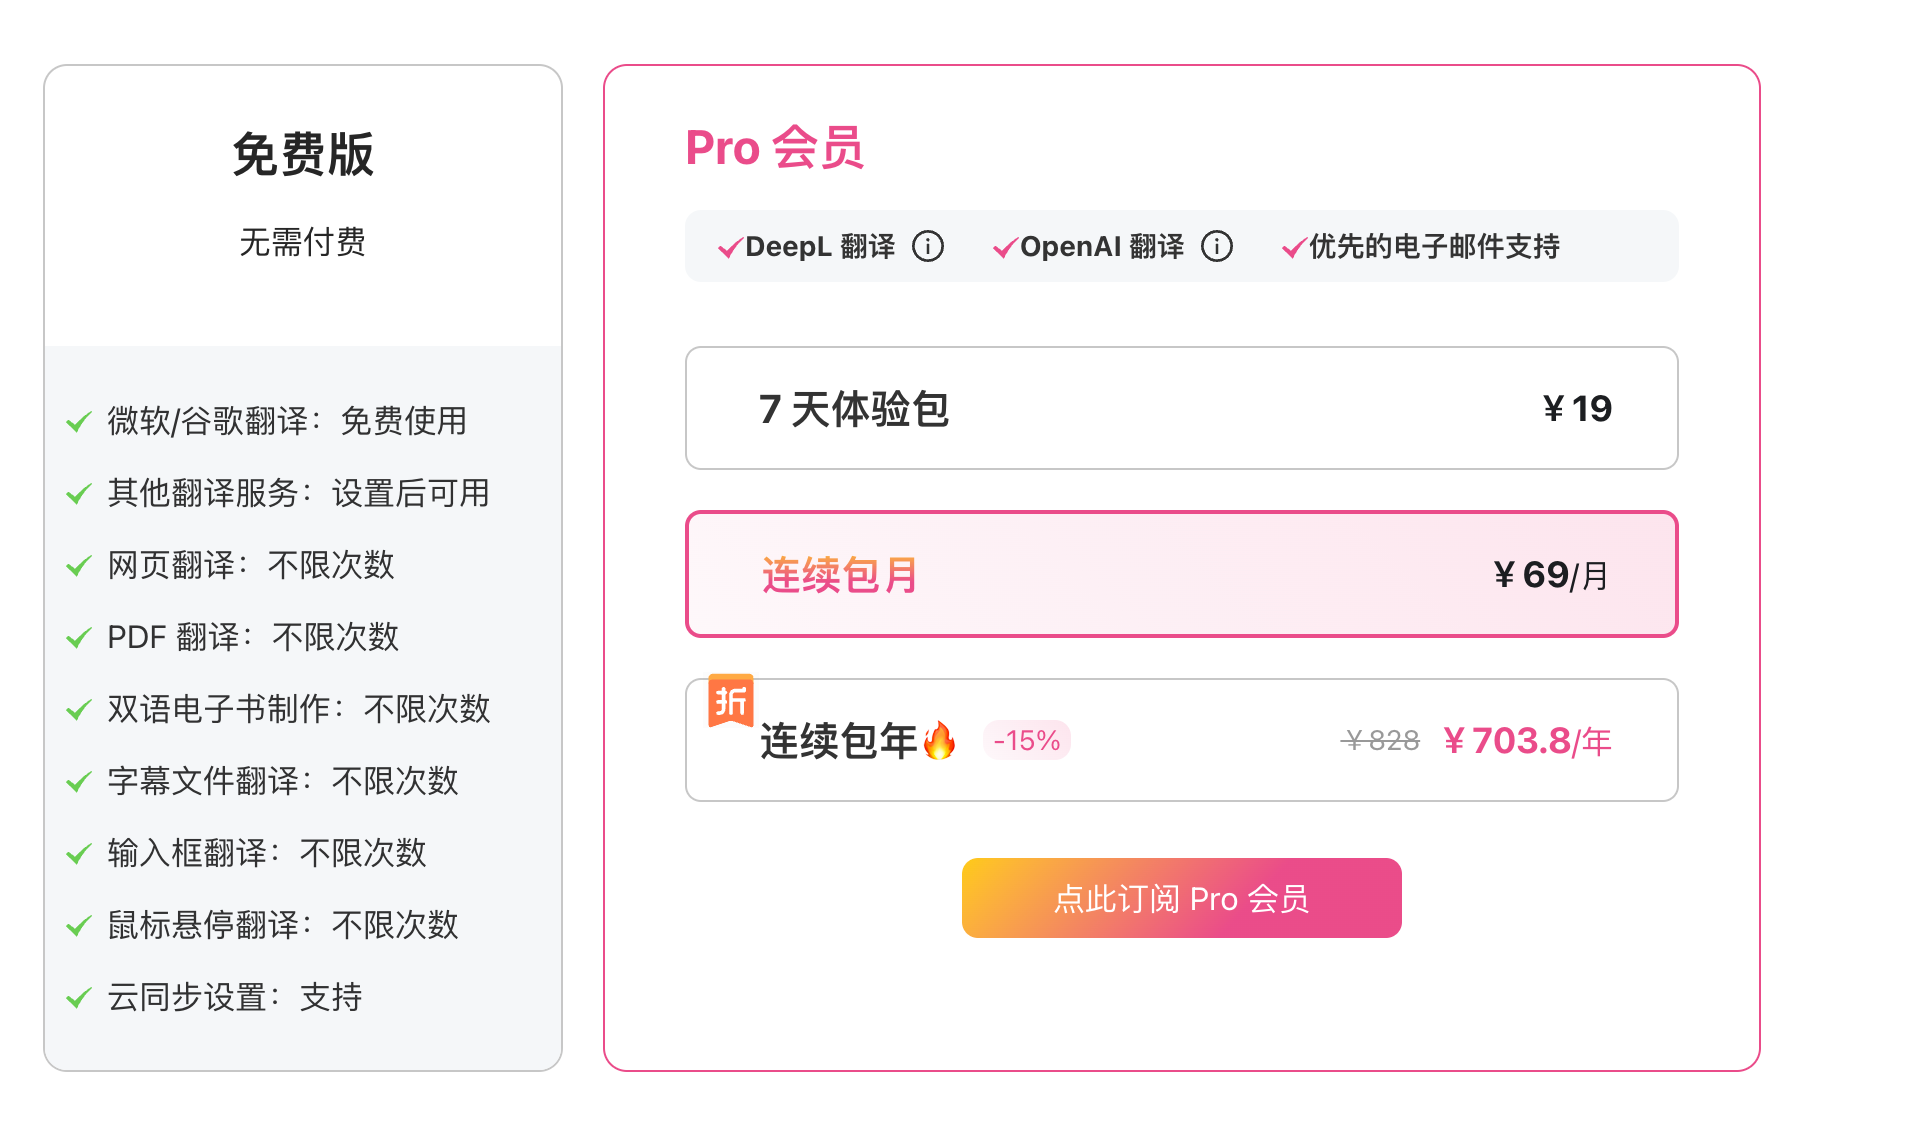 免费版
无需付费
微软/谷歌翻译：免费使用
其他翻译服务：设置后可用
网页翻译：不限次数
PDF 翻译：不限次数
双语电子书制作：不限次数
字幕文件翻译：不限次数
输入框翻译：不限次数
鼠标悬停翻译：不限次数
云同步设置：支持
Pro 会员
DeepL 翻译 OpenAI 翻译 优先的电子邮件支持
7 天体验包 ¥ 19
连续包月 ¥ 69/月
折
连续包年🔥 -15% ¥ 828 ¥ 703.8/年
点此订阅 Pro 会员